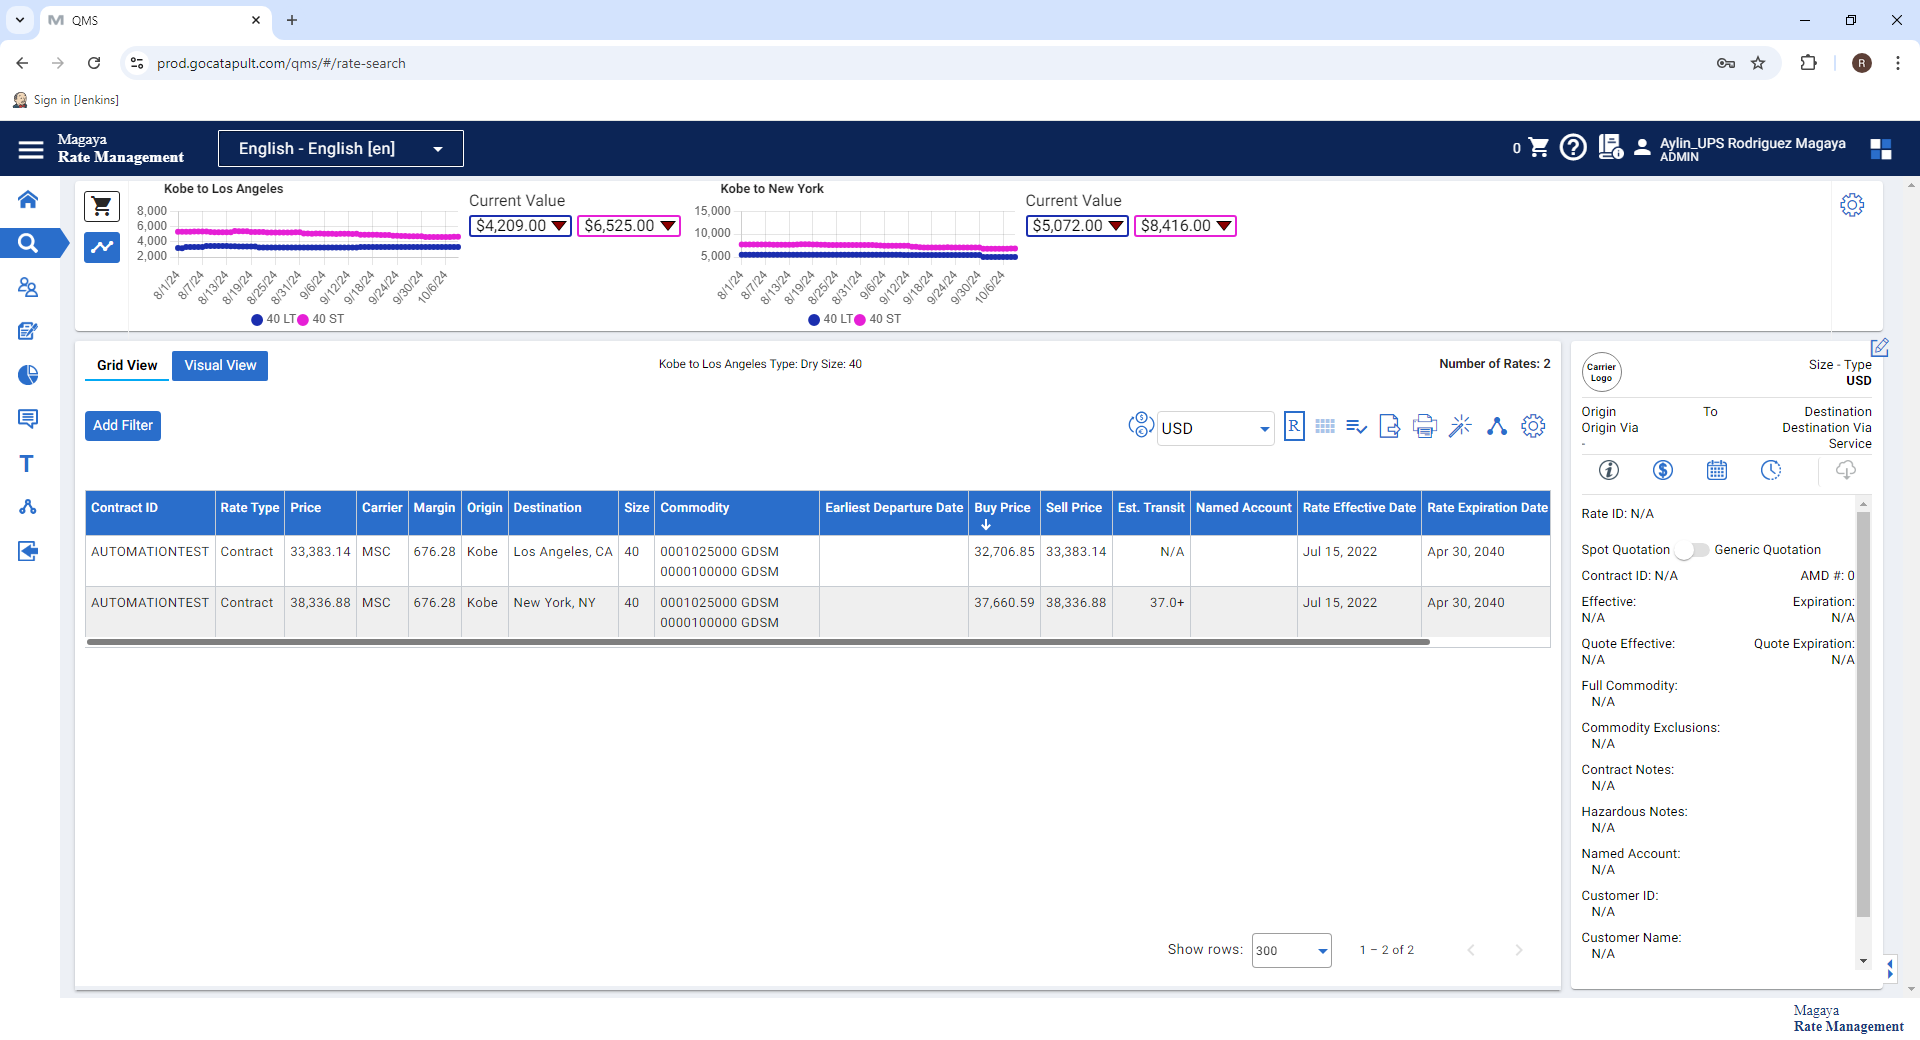 QMS
prod.gocatapult.com/qms/#/rate-search
R
Sign in [Jenkins]
Magaya
Rate Management
English - English [en]
0
Aylin_UPS Rodriguez Magaya
ADMIN
Kobe to Los Angeles
8,000
6,000
4,000
2,000
8/1/24 8/7/24 8/13/24 8/19/24 8/25/24 8/31/24 9/6/24 9/12/24 9/18/24 9/24/24 9/30/24 10/6/24
40 LT 40 ST
Current Value
$4,209.00 $6,525.00
Kobe to New York
15,000
10,000
5,000
8/1/24 8/7/24 8/13/24 8/19/24 8/25/24 8/31/24 9/6/24 9/12/24 9/18/24 9/24/24 9/30/24 10/6/24
40 LT 40 ST
Current Value
$5,072.00 $8,416.00
Grid View Visual View
Kobe to Los Angeles Type: Dry Size: 40
Number of Rates: 2
Add Filter
USD
R
Contract ID Rate Type Price Carrier Margin Origin Destination Size Commodity Earliest Departure Date Buy Price Sell Price Est. Transit Named Account Rate Effective Date Rate Expiration Date
AUTOMATIONTEST Contract 33,383.14 MSC 676.28 Kobe Los Angeles, CA 40 0001025000 GDSM 32,706.85 33,383.14 N/A Jul 15, 2022 Apr 30, 2040
0000100000 GDSM
AUTOMATIONTEST Contract 38,336.88 MSC 676.28 Kobe New York, NY 40 0001025000 GDSM 37,660.59 38,336.88 37.0+ Jul 15, 2022 Apr 30, 2040
0000100000 GDSM
Show rows: 300 1 – 2 of 2
Carrier
Logo
Size - Type
USD
Origin To Destination
Origin Via Destination Via
- Service
Rate ID: N/A
Spot Quotation Generic Quotation
Contract ID: N/A AMD #: 0
Effective: Expiration:
N/A N/A
Quote Effective: Quote Expiration:
N/A N/A
Full Commodity:
N/A
Commodity Exclusions:
N/A
Contract Notes:
N/A
Hazardous Notes:
N/A
Named Account:
N/A
Customer ID:
N/A
Customer Name:
N/A
Magaya
Rate Management